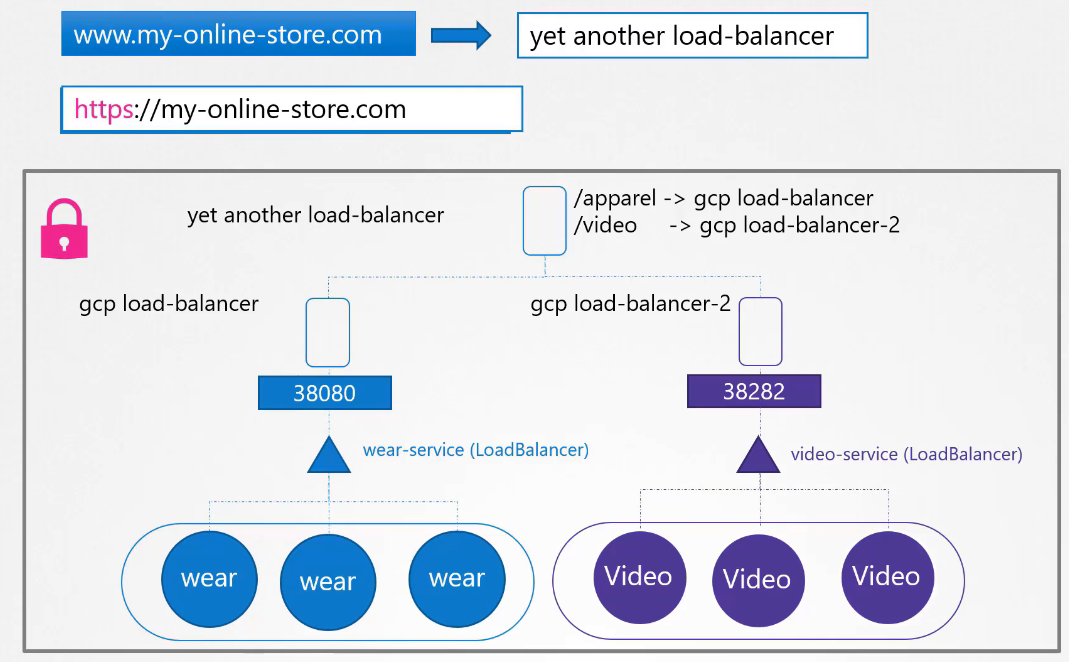 www.my-online-store.com
yet another load-balancer
https://my-online-store.com
yet another load-balancer
/apparel -> gcp load-balancer
/video -> gcp load-balancer-2
gcp load-balancer
gcp load-balancer-2
38080
38282
wear-service (LoadBalancer)
video-service (LoadBalancer)
wear
wear
wear
Video
Video
Video